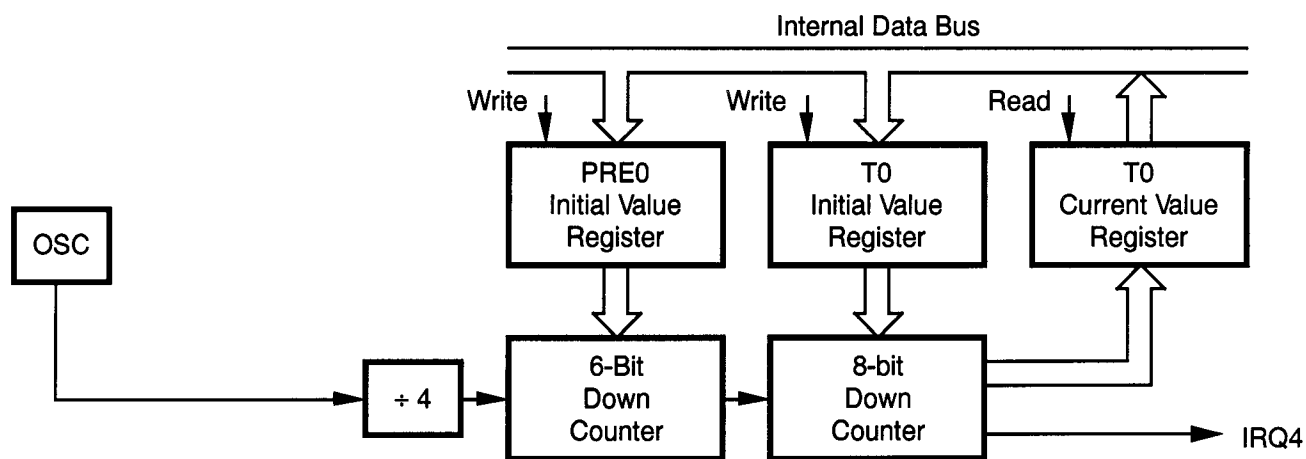 Internal Data Bus
Write
Write
Read
PRE0
Initial Value
Register
T0
Initial Value
Register
T0
Current Value
Register
OSC
÷ 4
6-Bit
Down
Counter
8-bit
Down
Counter
IRQ4